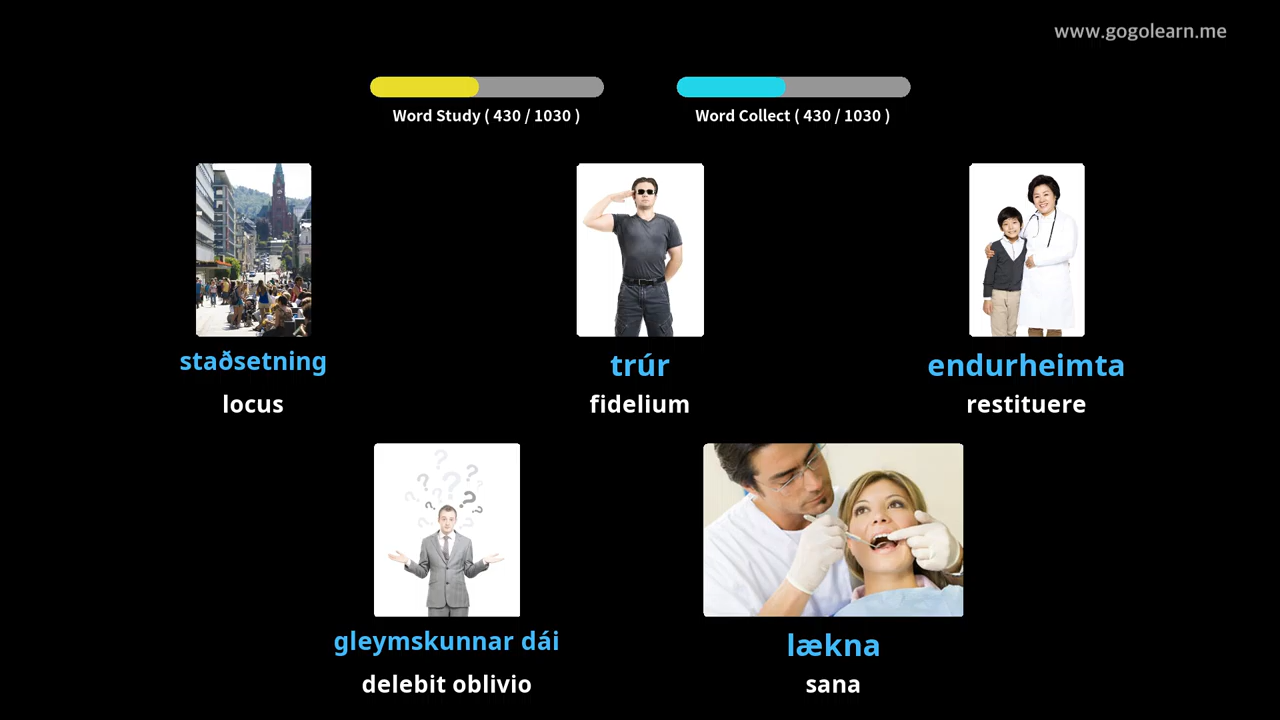 www.gogolearn.me
Word Study ( 430 / 1030 )
Word Collect ( 430 / 1030 )
staðsetning
locus
trúr
fidelium
endurheimta
restituere
gleymskunnar dái
delebit oblivio
lækna
sana